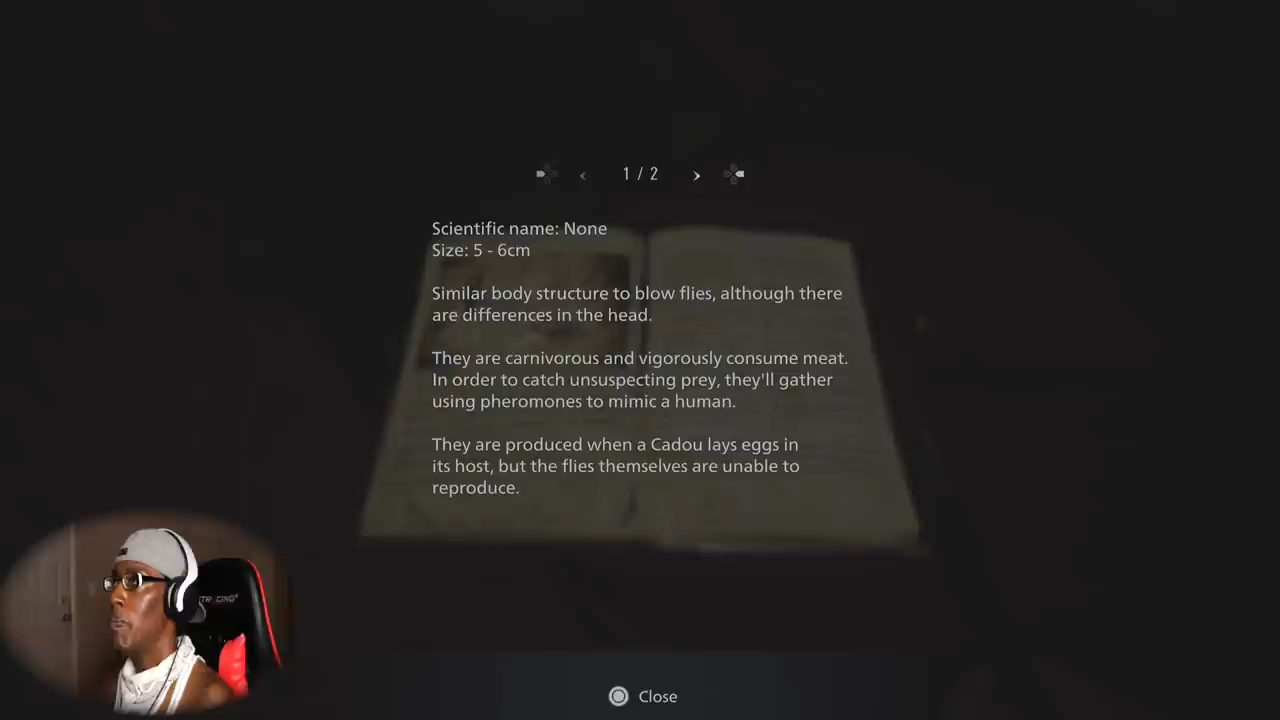 1 / 2
Scientific name: None
Size: 5 - 6cm
Similar body structure to blow flies, although there
are differences in the head.
They are carnivorous and vigorously consume meat.
In order to catch unsuspecting prey, they'll gather
using pheromones to mimic a human.
They are produced when a Cadou lays eggs in
its host, but the flies themselves are unable to
reproduce.
Close